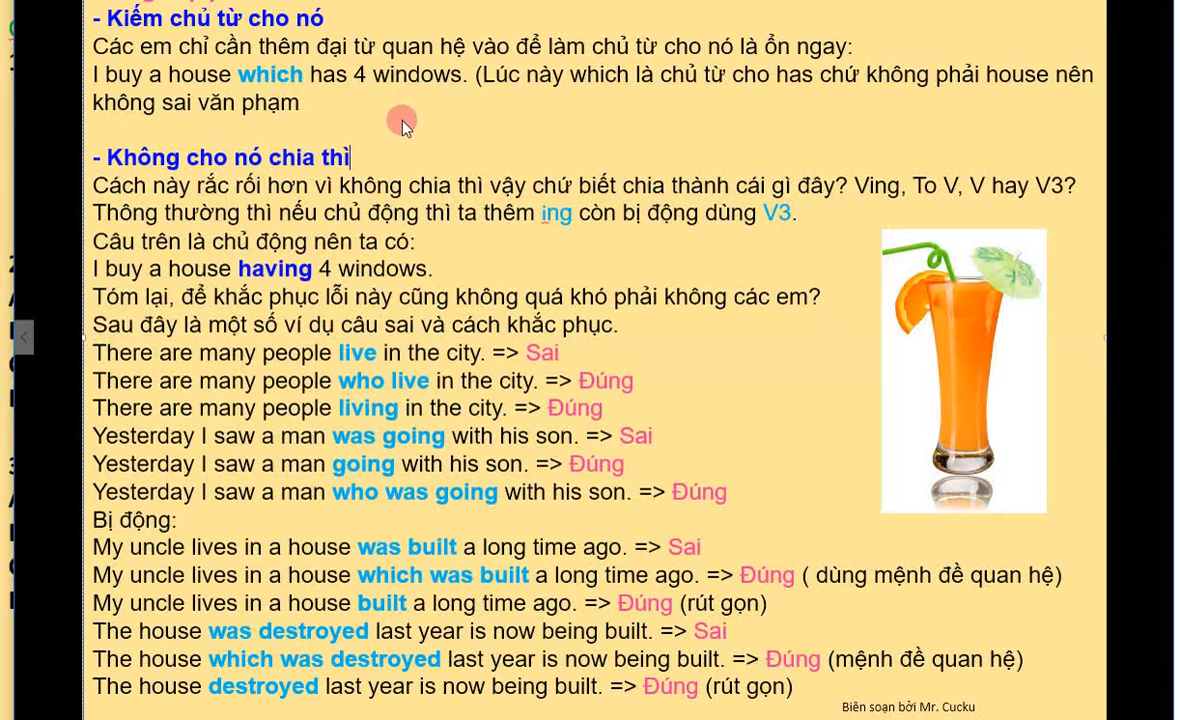 - Kiếm chủ từ cho nó
Các em chỉ cần thêm đại từ quan hệ vào để làm chủ từ cho nó là ổn ngay:
I buy a house which has 4 windows. (Lúc này which là chủ từ cho has chứ không phải house nên
không sai văn phạm
- Không cho nó chia thì
Cách này rắc rối hơn vì không chia thì vậy chứ biết chia thành cái gì đây? Ving, To V, V hay V3?
Thông thường thì nếu chủ động thì ta thêm ing còn bị động dùng V3.
Câu trên là chủ động nên ta có:
I buy a house having 4 windows.
Tóm lại, để khắc phục lỗi này cũng không quá khó phải không các em?
Sau đây là một số ví dụ câu sai và cách khắc phục.
There are many people live in the city. => Sai
There are many people who live in the city. => Đúng
There are many people living in the city. => Đúng
Yesterday I saw a man was going with his son. => Sai
Yesterday I saw a man going with his son. => Đúng
Yesterday I saw a man who was going with his son. => Đúng
Bị động:
My uncle lives in a house was built a long time ago. => Sai
My uncle lives in a house which was built a long time ago. => Đúng ( dùng mệnh đề quan hệ)
My uncle lives in a house built a long time ago. => Đúng (rút gọn)
The house was destroyed last year is now being built. => Sai
The house which was destroyed last year is now being built. => Đúng (mệnh đề quan hệ)
The house destroyed last year is now being built. => Đúng (rút gọn)
Biên soạn bởi Mr. Cucku